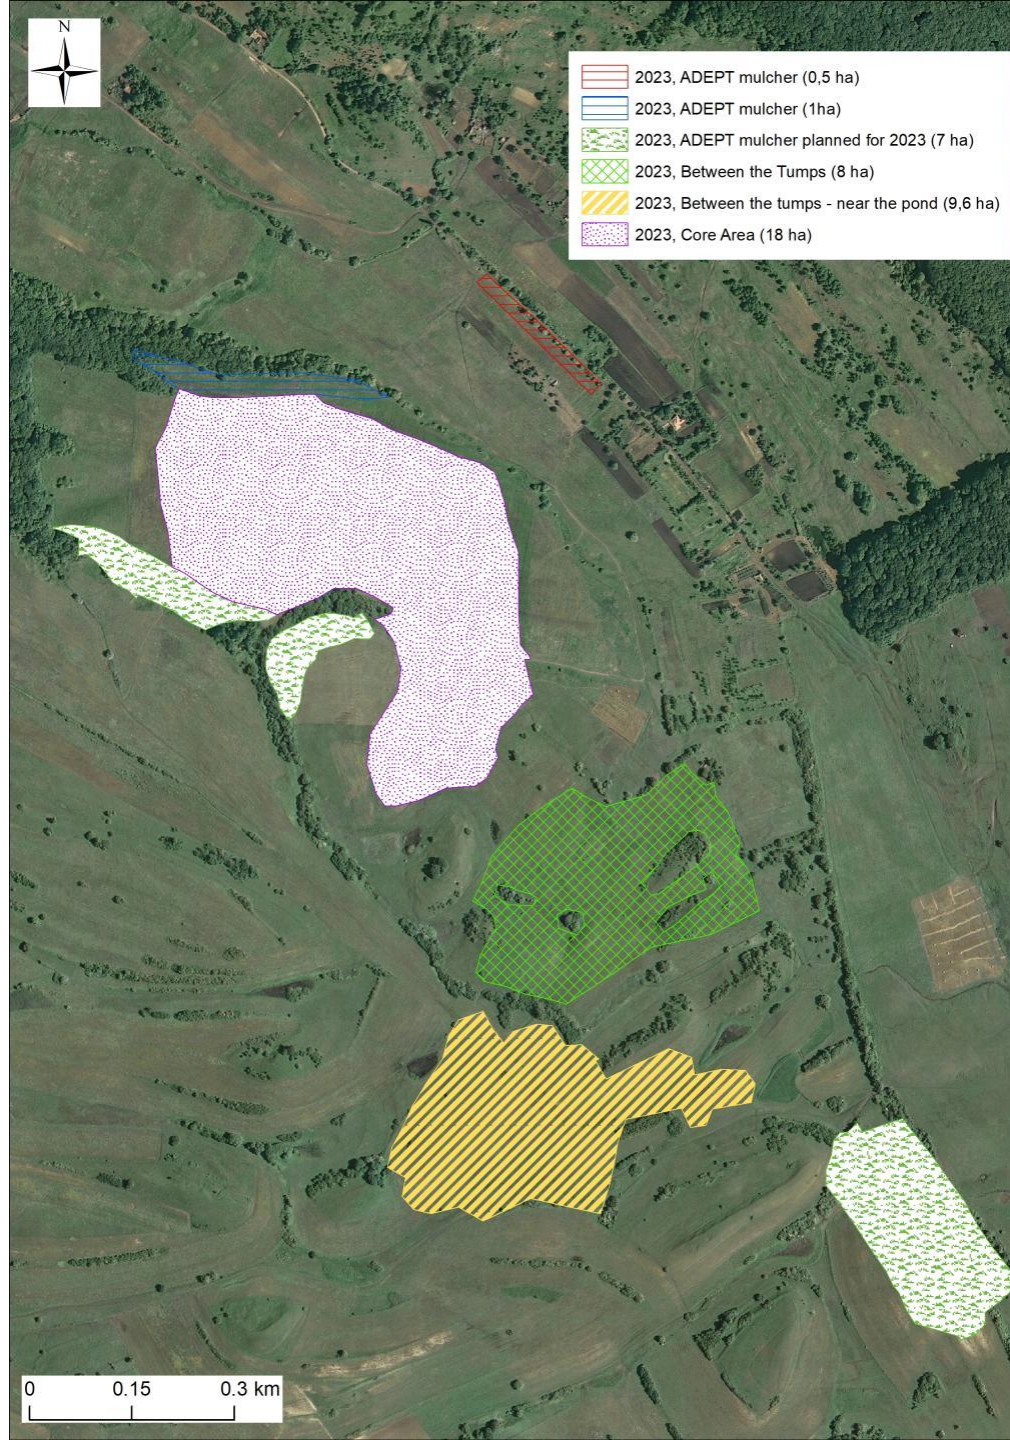 N
2023, ADEPT mulcher (0,5 ha)
2023, ADEPT mulcher (1ha)
2023, ADEPT mulcher planned for 2023 (7 ha)
2023, Between the Tumps (8 ha)
2023, Between the tumps - near the pond (9,6 ha)
2023, Core Area (18 ha)
0 0.15 0.3 km